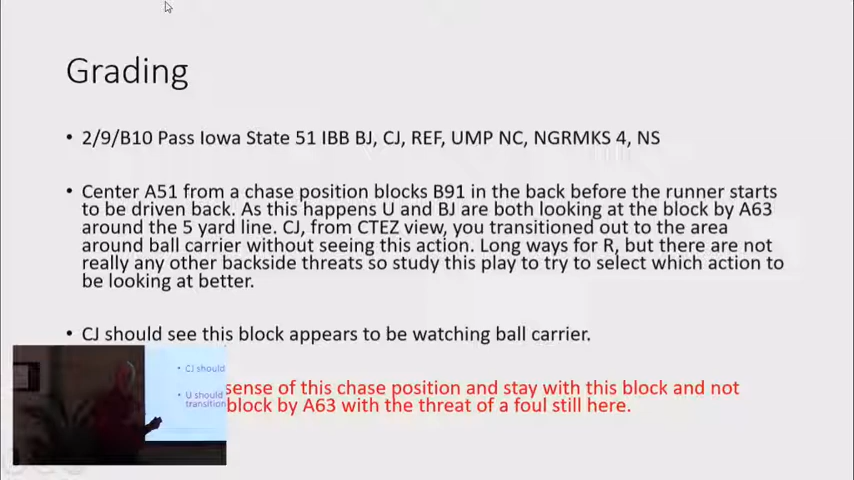 Grading
• 2/9/B10 Pass Iowa State 51 IBB BJ, CJ, REF, UMP NC, NGRMKS 4, NS
• Center A51 from a chase position blocks B91 in the back before the runner starts
to be driven back. As this happens U and BJ are both looking at the block by A63
around the 5 yard line. CJ, from CTEZ view, you transitioned out to the area
around ball carrier without seeing this action. Long ways for R, but there are not
really any other backside threats so study this play to try to select which action to
be looking at better.
• CJ should see this block appears to be watching ball carrier.
sense of this chase position and stay with this block and not
block by A63 with the threat of a foul still here.
• CJ should
• U should
transition